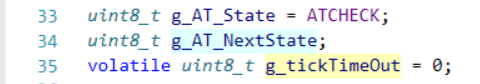 33 uint8_t g_AT_State = ATCHECK;
34 uint8_t g_AT_NextState;
35 volatile uint8_t g_tickTimeOut = 0;